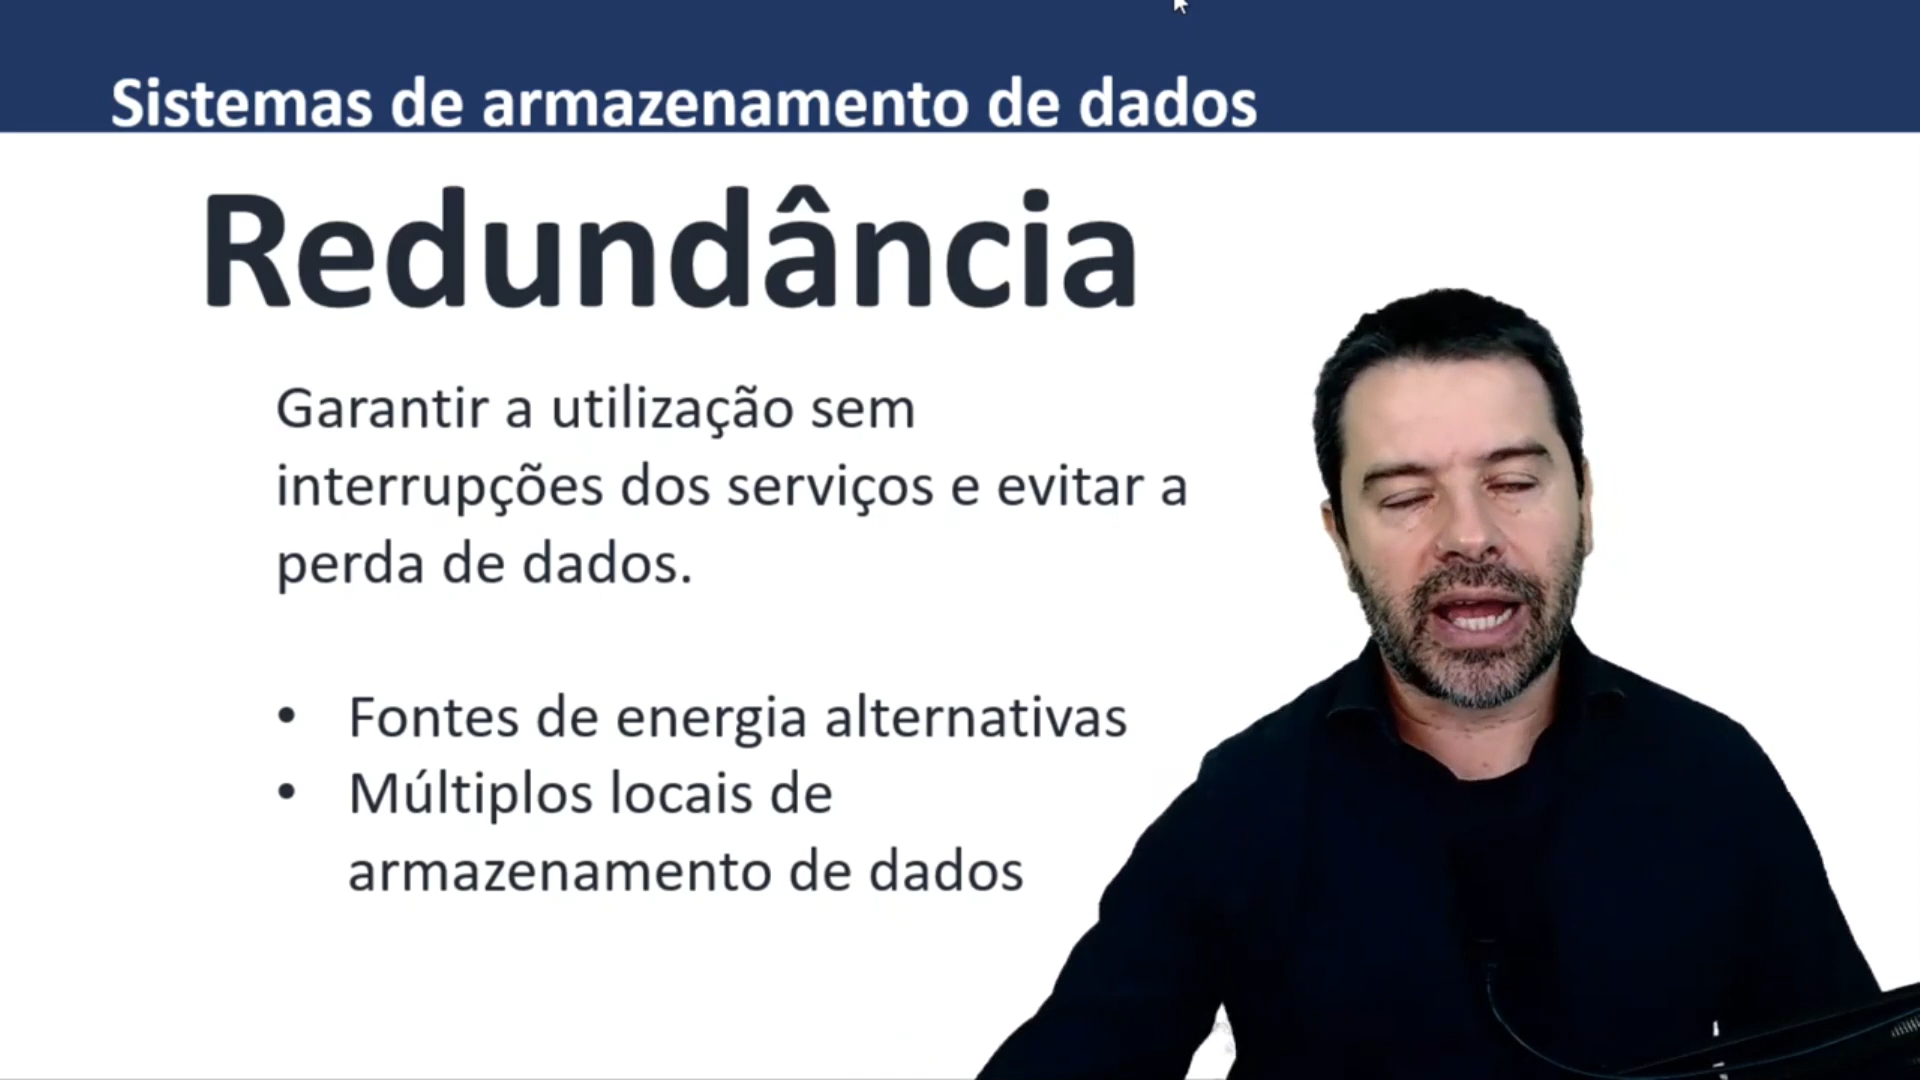 Sistemas de armazenamento de dados
Redundância
Garantir a utilização sem
interrupções dos serviços e evitar a
perda de dados.
• Fontes de energia alternativas
• Múltiplos locais de
armazenamento de dados